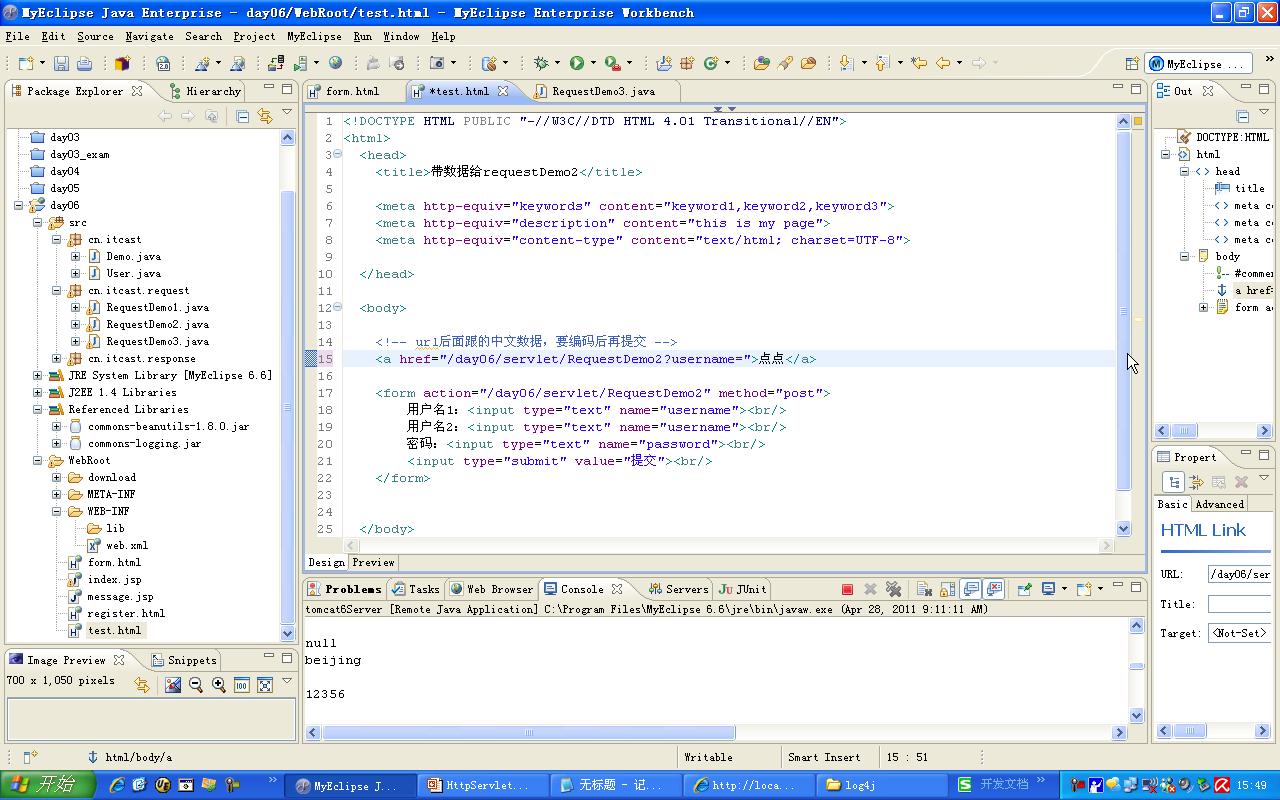 MyEclipse Java Enterprise - day06/WebRoot/test.html - MyEclipse Enterprise Workbench
File Edit Source Navigate Search Project MyEclipse Run Window Help
MyEclipse ...
Package Explorer
Hierarchy
day03
day03_exam
day04
day05
day06
src
cn.itcast
Demo.java
User.java
cn.itcast.request
RequestDemo1.java
RequestDemo2.java
RequestDemo3.java
cn.itcast.response
JRE System Library [MyEclipse 6.6]
J2EE 1.4 Libraries
Referenced Libraries
commons-beanutils-1.8.0.jar
commons-logging.jar
WebRoot
download
META-INF
WEB-INF
lib
web.xml
form.html
index.jsp
message.jsp
register.html
test.html
Image Preview
Snippets
700 x 1,050 pixels
form.html
*test.html
RequestDemo3.java
1 <!DOCTYPE HTML PUBLIC "-//W3C//DTD HTML 4.01 Transitional//EN">
2 <html>
3 <head>
4 <title>带数据给requestDemo2</title>
5
6 <meta http-equiv="keywords" content="keyword1,keyword2,keyword3">
7 <meta http-equiv="description" content="this is my page">
8 <meta http-equiv="content-type" content="text/html; charset=UTF-8">
9
10 </head>
11
12 <body>
13
14 <!-- url后面跟的中文数据，要编码后再提交 -->
15 <a href="/day06/servlet/RequestDemo2?username=">点点</a>
16
17 <form action="/day06/servlet/RequestDemo2" method="post">
18 用户名1：<input type="text" name="username"><br/>
19 用户名2：<input type="text" name="username"><br/>
20 密码：<input type="text" name="password"><br/>
21 <input type="submit" value="提交"><br/>
22 </form>
23
24
25 </body>
Design Preview
Problems Tasks Web Browser Console Servers JUnit
tomcat6Server [Remote Java Application] C:\Program Files\MyEclipse 6.6\jre\bin\javaw.exe (Apr 28, 2011 9:11:11 AM)
null
beijing
12356
Out
DOCTYPE:HTML
html
head
title
meta co
meta co
meta co
body
#comme
a href=
form ac
Propert
Basic Advanced
HTML Link
URL: /day06/ser
Title:
Target: <Not-Set>
html/body/a
Writable
Smart Insert
15 : 51
开始
MyEclipse J...
HttpServlet...
无标题 - 记...
http://loca...
log4j
开发文档
15:49